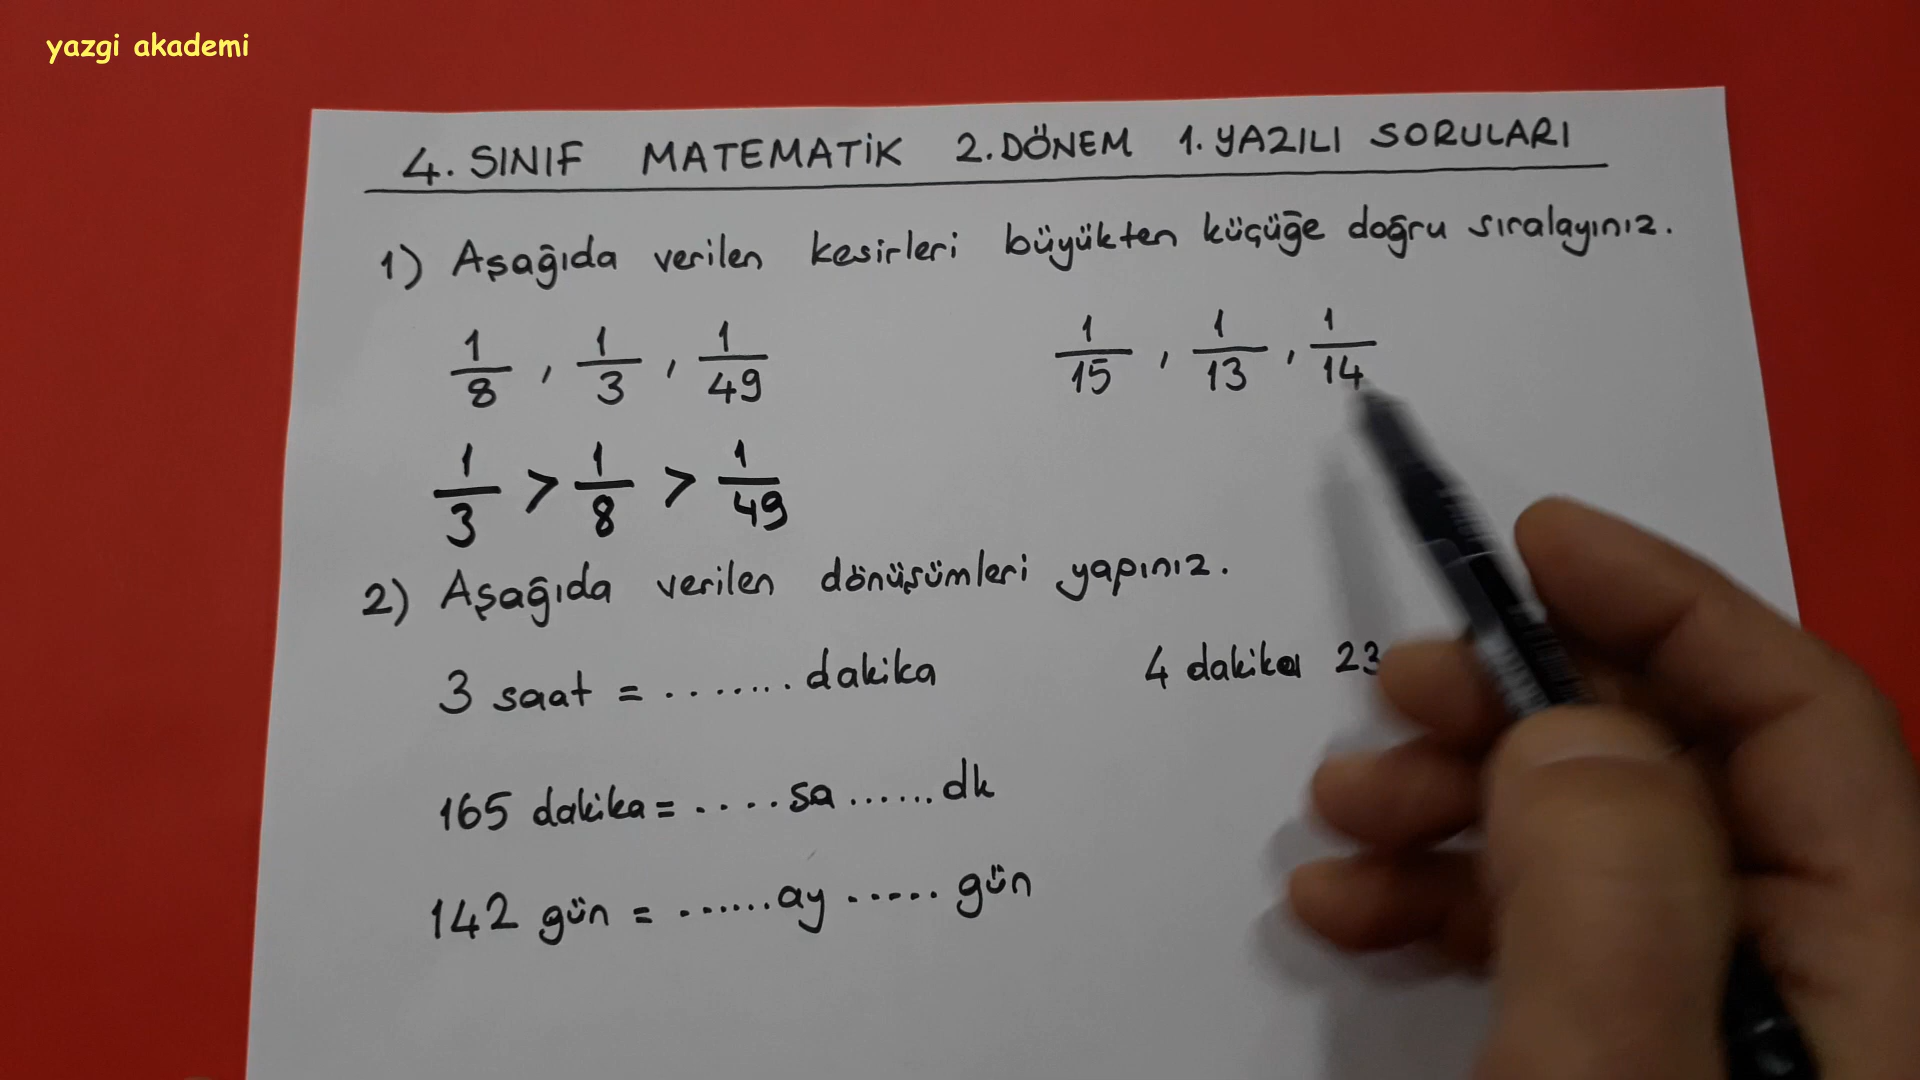 yazgi akademi
4. SINIF MATEMATİK 2. DÖNEM 1. YAZILI SORULARI
1) Aşağıda verilen kesirleri büyükten küçüğe doğru sıralayınız.
1/8 , 1/3 , 1/49 1/15 , 1/13 , 1/14
1/3 > 1/8 > 1/49
2) Aşağıda verilen dönüşümleri yapınız.
3 saat = ........ dakika 4 dakika 23
165 dakika = .... sa ...... dk
142 gün = ...... ay ..... gün